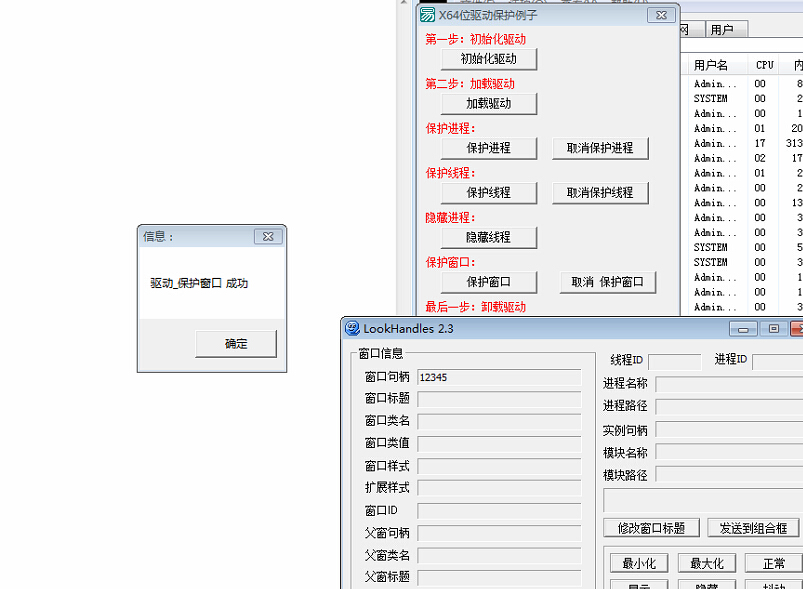 X64位驱动保护例子
第一步：初始化驱动
初始化驱动
第二步：加载驱动
加载驱动
保护进程：
保护进程 取消保护进程
保护线程：
保护线程 取消保护线程
隐藏进程：
隐藏线程
保护窗口：
保护窗口 取消 保护窗口
最后一步：卸载驱动
用户
用户名 CPU
Admin... 00 8
SYSTEM 00 2
Admin... 00 1
Admin... 01 20
Admin... 17 313
Admin... 02 17
Admin... 01 2
Admin... 00 2
Admin... 00 13
Admin... 00 3
Admin... 00 3
SYSTEM 00 5
SYSTEM 00 3
Admin... 00 1
Admin... 00 1
Admin... 00 3
信息：
驱动_保护窗口 成功
确定
LookHandles 2.3
窗口信息
窗口句柄 12345
窗口标题
窗口类名
窗口类值
窗口样式
扩展样式
窗口ID
父窗句柄
父窗类名
父窗标题
线程ID 进程ID
进程名称
进程路径
实例句柄
模块名称
模块路径
修改窗口标题 发送到组合框
最小化 最大化 正常